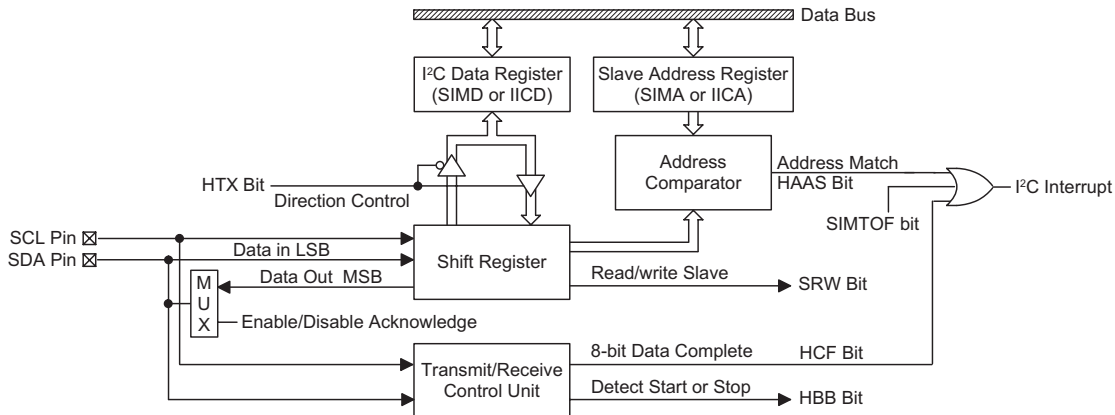 Data Bus
I²C Data Register
(SIMD or IICD)
Slave Address Register
(SIMA or IICA)
HTX Bit
Direction Control
Address
Comparator
Address Match
HAAS Bit
SIMTOF bit
I²C Interrupt
SCL Pin
SDA Pin
Data in LSB
Shift Register
Data Out MSB
Read/write Slave
SRW Bit
M
U
X
Enable/Disable Acknowledge
Transmit/Receive
Control Unit
8-bit Data Complete
HCF Bit
Detect Start or Stop
HBB Bit